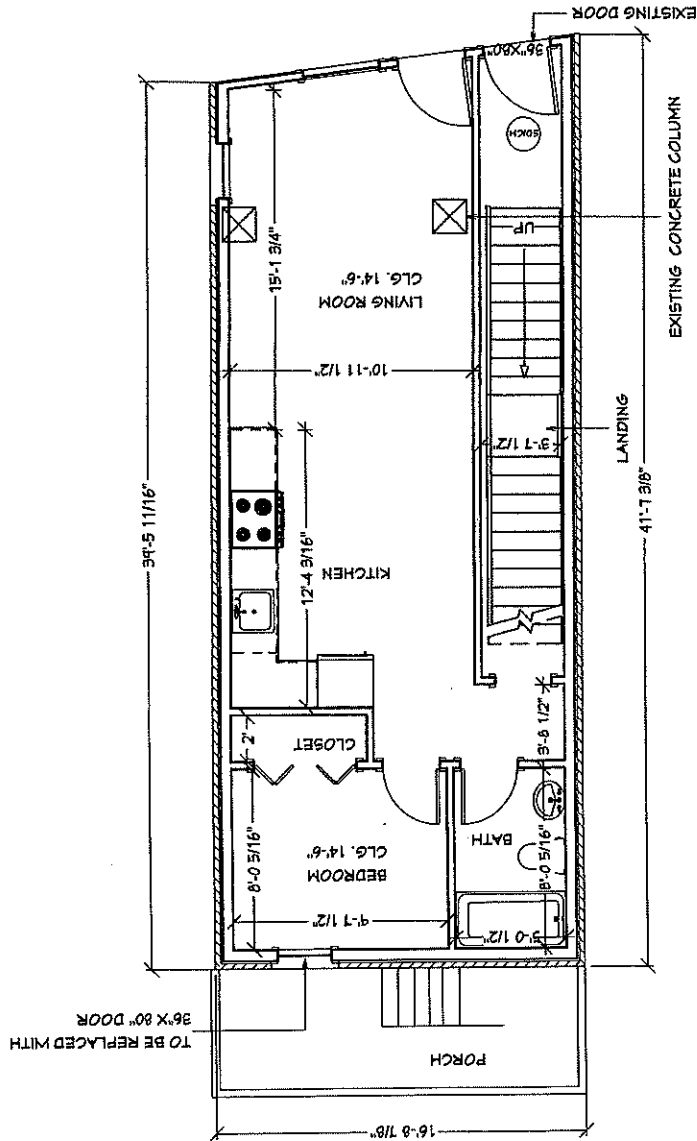 16'-8 7/8"
PORCH
TO BE REPLACED WITH
36"X 80" DOOR
5'-0 1/2"
9'-7 1/2"
BEDROOM
CLG. 14'-6"
8'-0 5/16"
BATH
8'-0 5/16"
CLOSET
2'
3'-6 1/2"
KITCHEN
12'-4 3/16"
41'-7 3/8"
39'-5 11/16"
LANDING
3'-7 1/2"
10'-11 1/2"
LIVING ROOM
CLG. 14'-6"
15'-1 3/4"
UP
EXISTING CONCRETE COLUMN
36"X80"
EXISTING DOOR